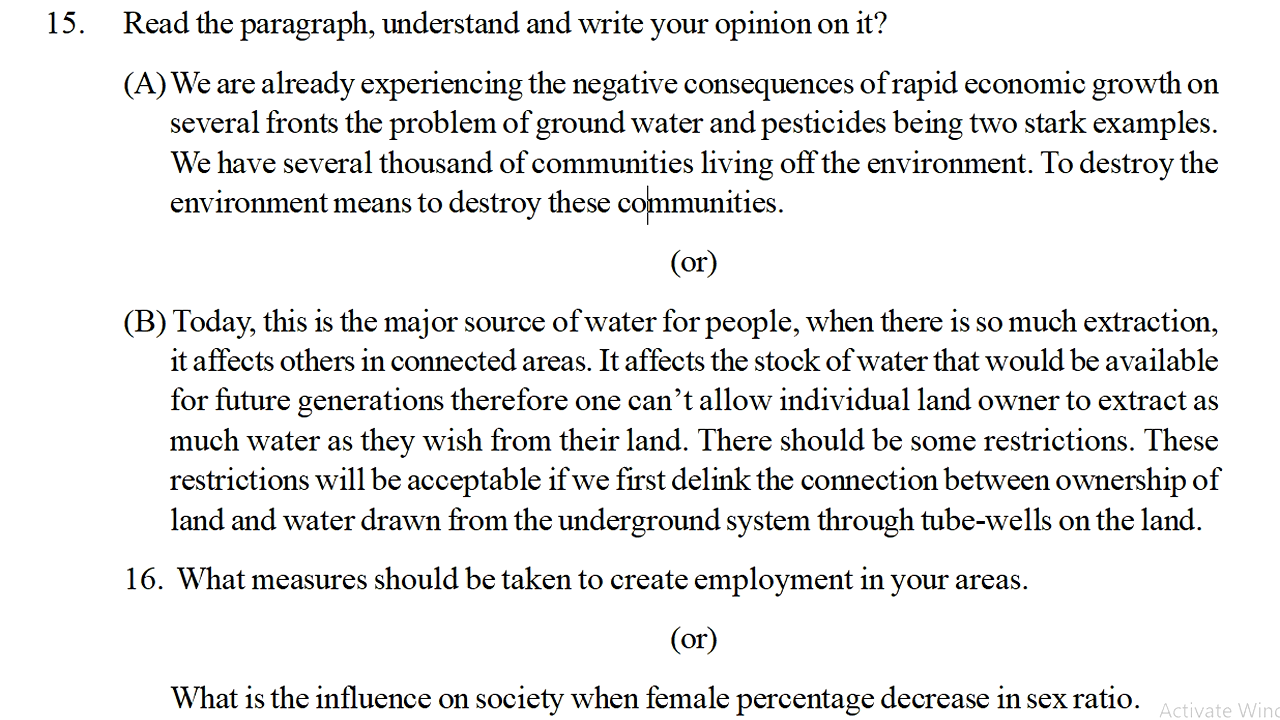 15. Read the paragraph, understand and write your opinion on it?
(A) We are already experiencing the negative consequences of rapid economic growth on
several fronts the problem of ground water and pesticides being two stark examples.
We have several thousand of communities living off the environment. To destroy the
environment means to destroy these communities.
(or)
(B) Today, this is the major source of water for people, when there is so much extraction,
it affects others in connected areas. It affects the stock of water that would be available
for future generations therefore one can't allow individual land owner to extract as
much water as they wish from their land. There should be some restrictions. These
restrictions will be acceptable if we first delink the connection between ownership of
land and water drawn from the underground system through tube-wells on the land.
16. What measures should be taken to create employment in your areas.
(or)
What is the influence on society when female percentage decrease in sex ratio.
Activate Winc